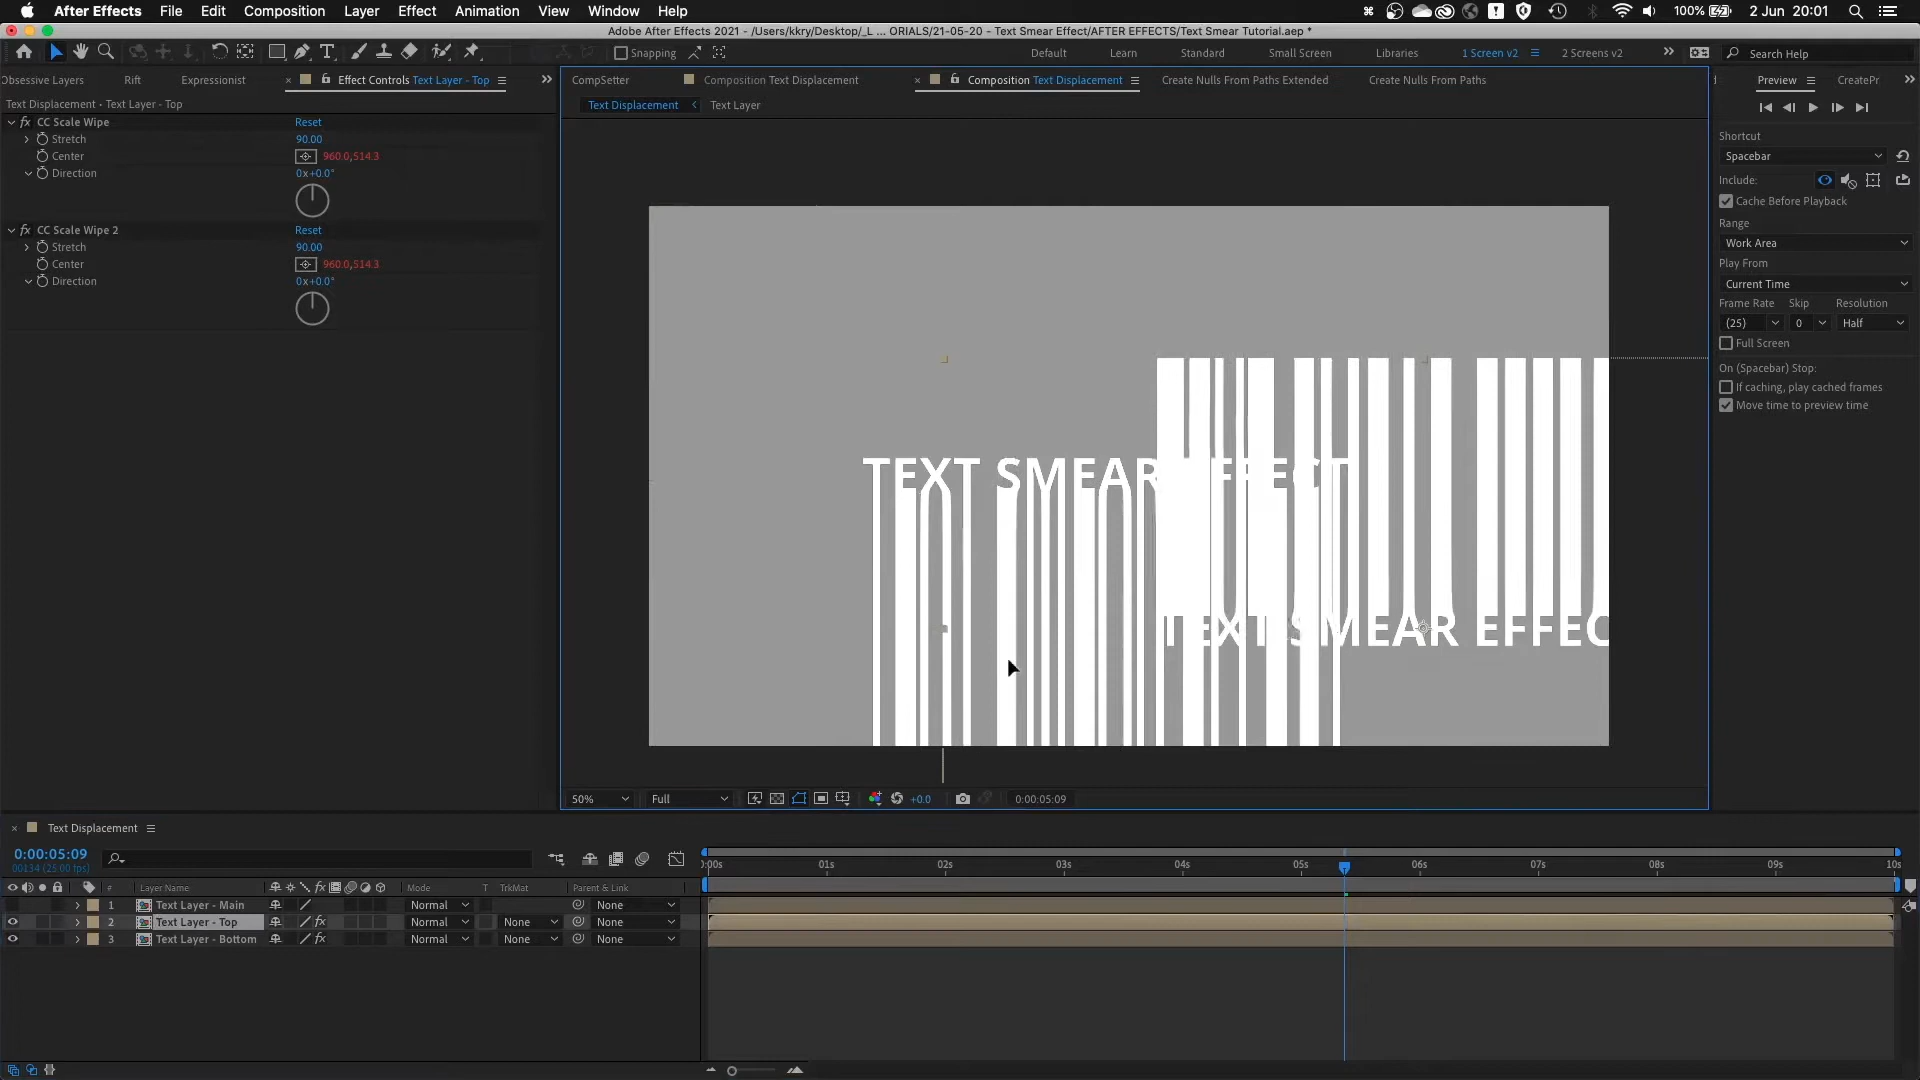 After Effects File Edit Composition Layer Effect Animation View Window Help 100% 2 Jun 20:01
Adobe After Effects 2021 - /Users/kkry/Desktop/_L ... ORIALS/21-05-20 – Text Smear Effect/AFTER EFFECTS/Text Smear Tutorial.aep *
Snapping Default Learn Standard Small Screen Libraries 1 Screen v2 2 Screens v2 Search Help
Obsessive Layers Rift Expressionist Effect Controls Text Layer - Top CompSetter Composition Text Displacement Composition Text Displacement Create Nulls From Paths Extended Create Nulls From Paths Preview CreatePr
Text Displacement • Text Layer - Top
Text Displacement Text Layer
fx CC Scale Wipe Reset
Stretch 90.00
Center 960.0,514.3
Direction 0x+0.0°
fx CC Scale Wipe 2 Reset
Stretch 90.00
Center 960.0,514.3
Direction 0x+0.0°
TEXT SMEAR EFFECT
TEXT SMEAR EFFEC
Shortcut
Spacebar
Include:
Cache Before Playback
Range
Work Area
Play From
Current Time
Frame Rate Skip Resolution
(25) 0 Half
Full Screen
On (Spacebar) Stop:
If caching, play cached frames
Move time to preview time
50% Full +0.0 0:00:05:09
Text Displacement
0:00:05:09
00134 (25.00 fps)
:00s 01s 02s 03s 04s 05s 06s 07s 08s 09s 10s
# Layer Name fx Mode T TrkMat Parent & Link
1 Text Layer - Main Normal None
2 Text Layer - Top fx Normal None None
3 Text Layer - Bottom fx Normal None None